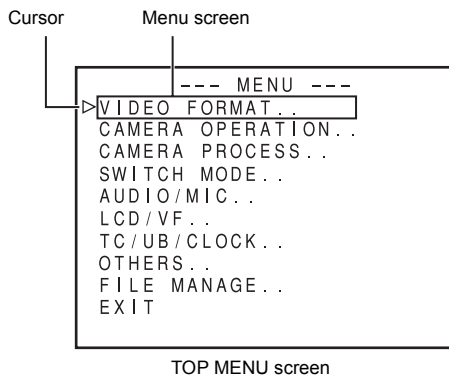 Cursor Menu screen
--- MENU ---
VIDEO FORMAT..
CAMERA OPERATION..
CAMERA PROCESS..
SWITCH MODE..
AUDIO/MIC..
LCD/VF..
TC/UB/CLOCK..
OTHERS..
FILE MANAGE..
EXIT
TOP MENU screen